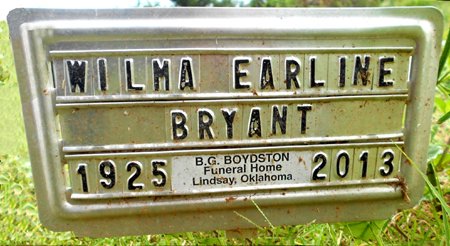 WILMA EARLINE
BRYANT
1925 B.G. BOYDSTON 2013
Funeral Home
Lindsay, Oklahoma